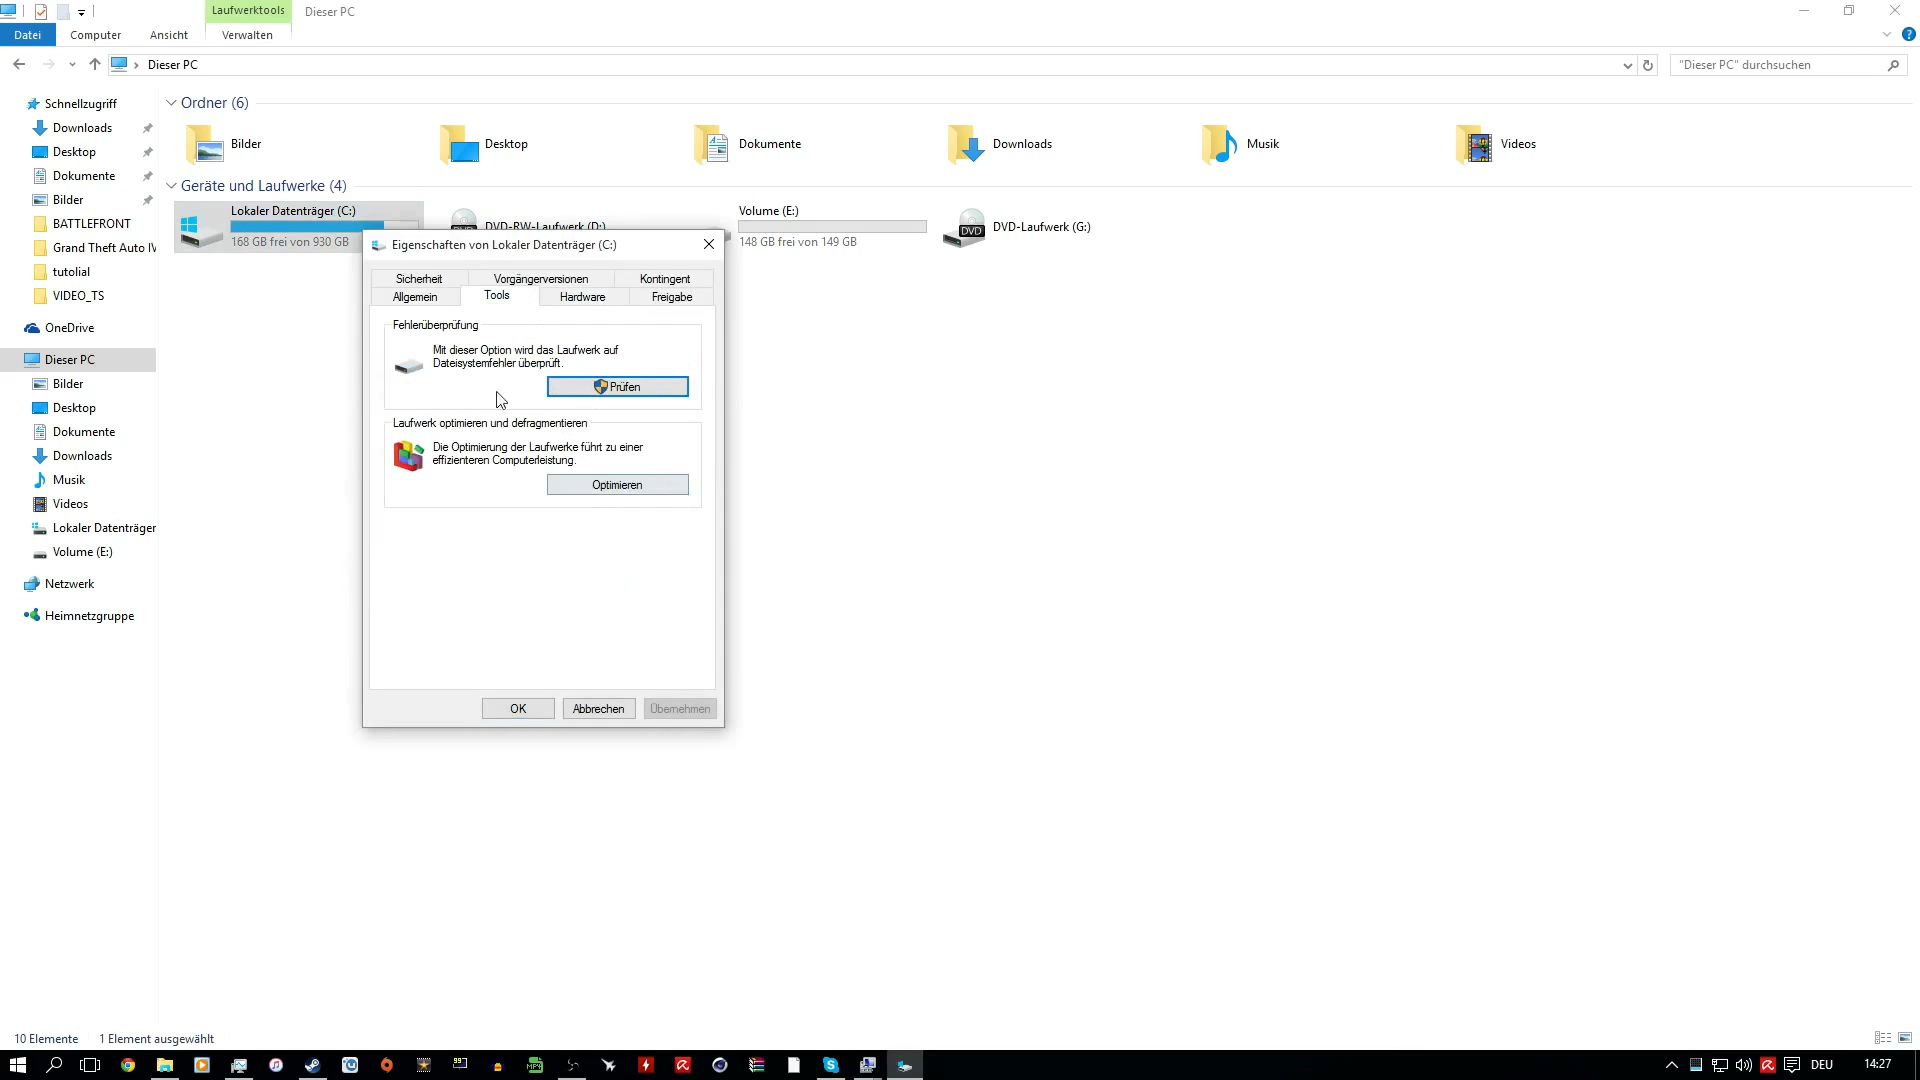 Laufwerktools
Dieser PC
Datei
Computer
Ansicht
Verwalten
Dieser PC
"Dieser PC" durchsuchen
Schnellzugriff
Downloads
Desktop
Dokumente
Bilder
BATTLEFRONT
Grand Theft Auto IV
tutolial
VIDEO_TS
OneDrive
Dieser PC
Bilder
Desktop
Dokumente
Downloads
Musik
Videos
Lokaler Datenträger
Volume (E:)
Netzwerk
Heimnetzgruppe
Ordner (6)
Bilder
Desktop
Dokumente
Downloads
Musik
Videos
Geräte und Laufwerke (4)
Lokaler Datenträger (C:)
168 GB frei von 930 GB
DVD-RW-Laufwerk (D:)
Volume (E:)
148 GB frei von 149 GB
DVD
DVD-Laufwerk (G:)
Eigenschaften von Lokaler Datenträger (C:)
Sicherheit
Vorgängerversionen
Kontingent
Allgemein
Tools
Hardware
Freigabe
Fehlerüberprüfung
Mit dieser Option wird das Laufwerk auf
Dateisystemfehler überprüft.
Prüfen
Laufwerk optimieren und defragmentieren
Die Optimierung der Laufwerke führt zu einer
effizienteren Computerleistung.
Optimieren
OK
Abbrechen
Übernehmen
10 Elemente
1 Element ausgewählt
99
MP4
DEU
14:27